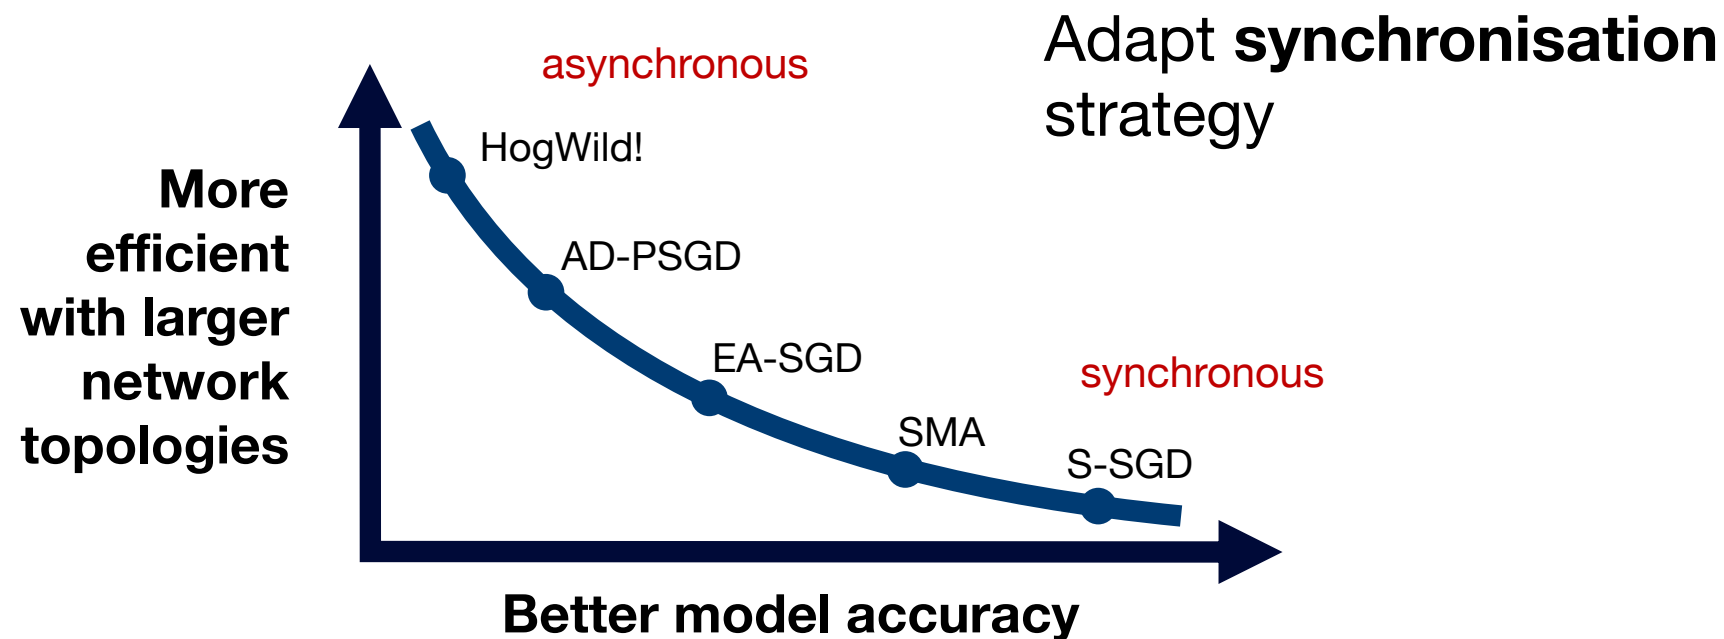 Adapt synchronisation
strategy
asynchronous
HogWild!
More
efficient
with larger
network
topologies
AD-PSGD
EA-SGD
synchronous
SMA
S-SGD
Better model accuracy